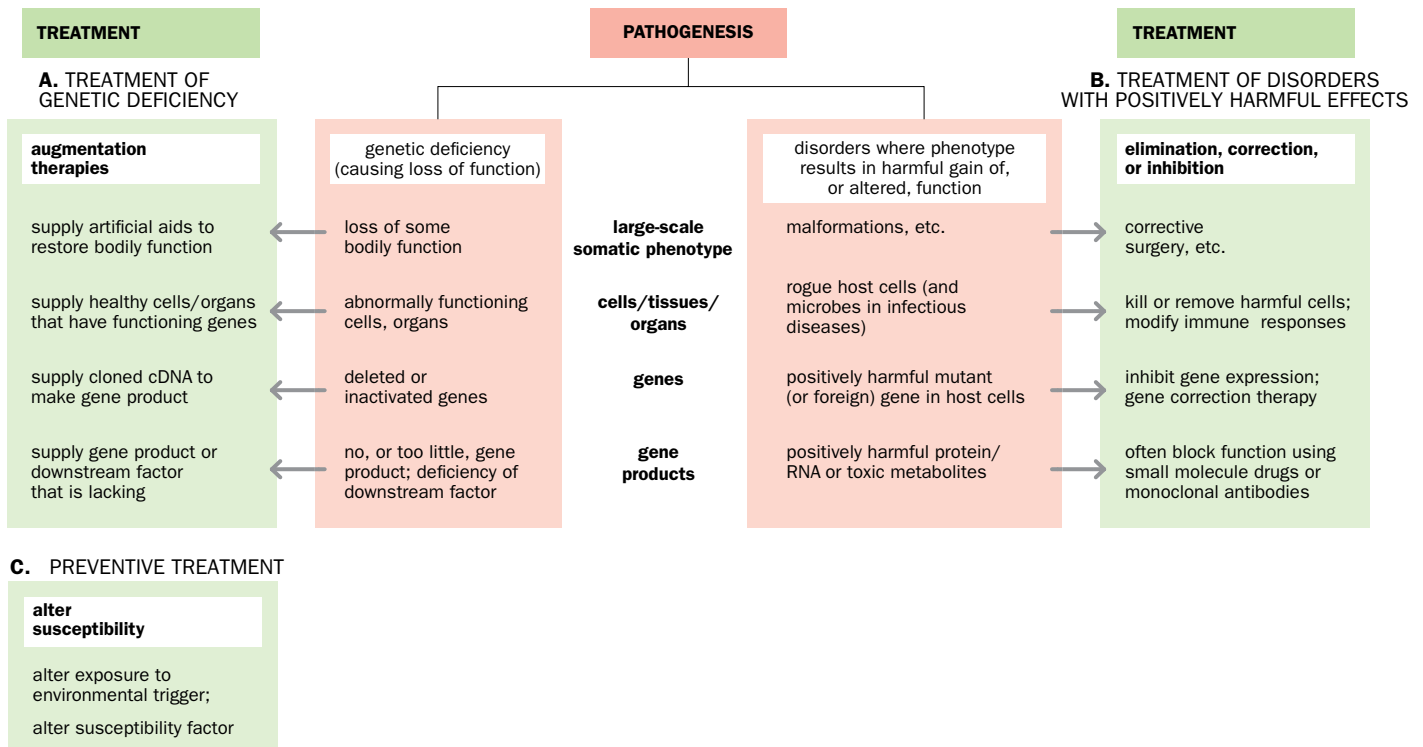 TREATMENT
PATHOGENESIS
TREATMENT
A. TREATMENT OF
GENETIC DEFICIENCY
B. TREATMENT OF DISORDERS
WITH POSITIVELY HARMFUL EFFECTS
augmentation
therapies
genetic deficiency
(causing loss of function)
disorders where phenotype
results in harmful gain of,
or altered, function
elimination, correction,
or inhibition
supply artificial aids to
restore bodily function
loss of some
bodily function
large-scale
somatic phenotype
malformations, etc.
corrective
surgery, etc.
supply healthy cells/organs
that have functioning genes
abnormally functioning
cells, organs
cells/tissues/
organs
rogue host cells (and
microbes in infectious
diseases)
kill or remove harmful cells;
modify immune responses
supply cloned cDNA to
make gene product
deleted or
inactivated genes
genes
positively harmful mutant
(or foreign) gene in host cells
inhibit gene expression;
gene correction therapy
supply gene product or
downstream factor
that is lacking
no, or too little, gene
product; deficiency of
downstream factor
gene
products
positively harmful protein/
RNA or toxic metabolites
often block function using
small molecule drugs or
monoclonal antibodies
C. PREVENTIVE TREATMENT
alter
susceptibility
alter exposure to
environmental trigger;
alter susceptibility factor